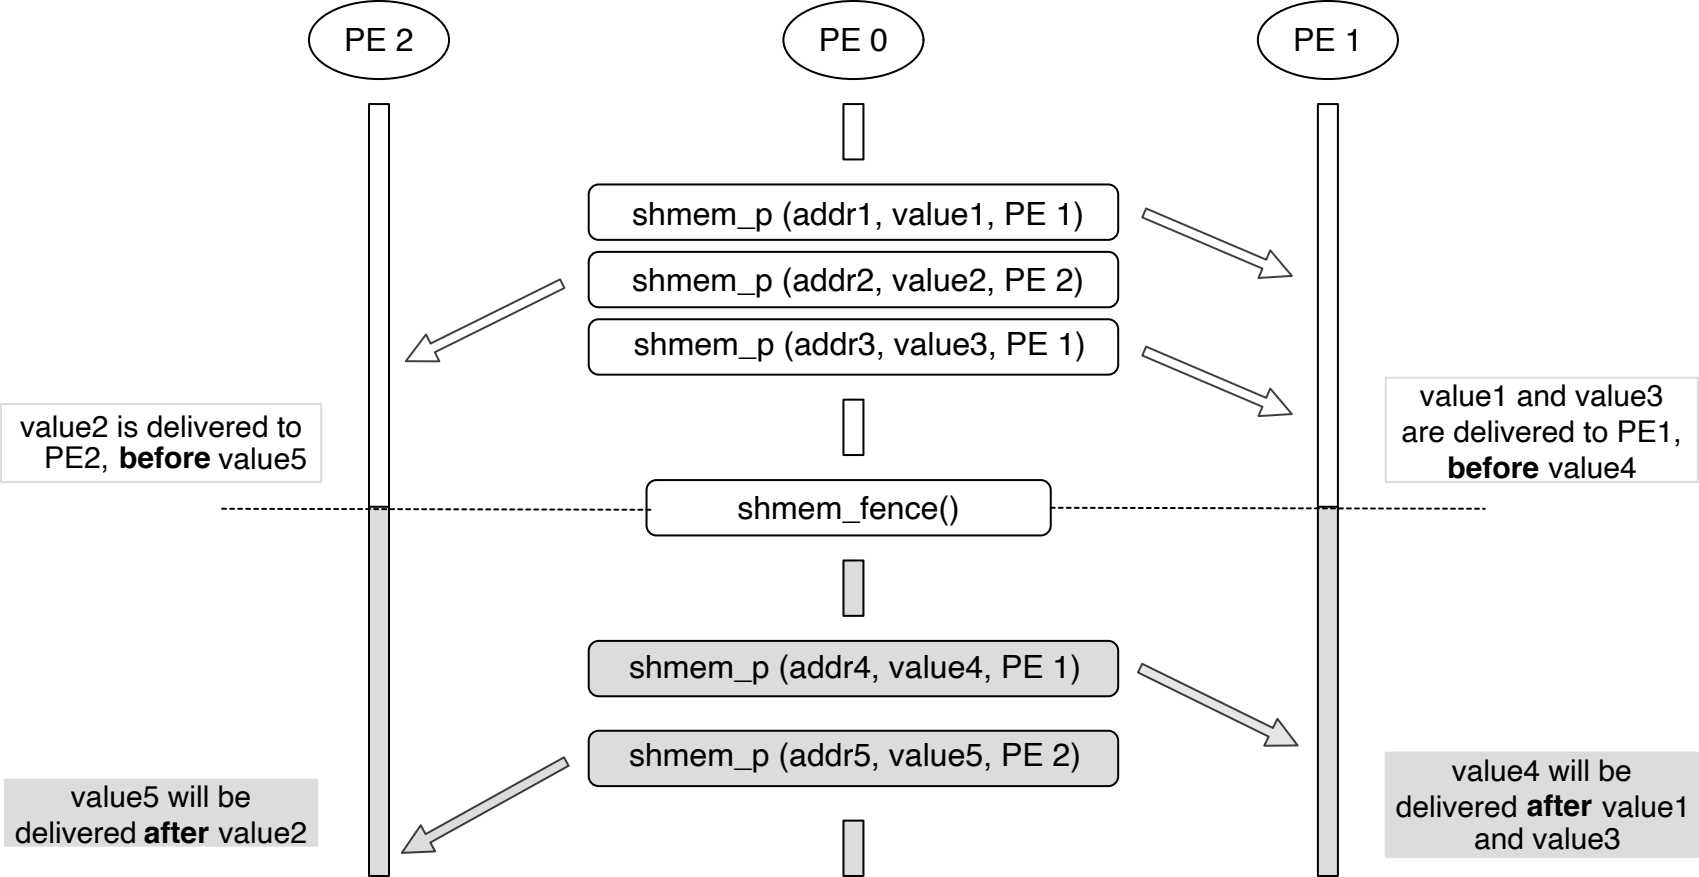 PE 2
PE 0
PE 1
shmem_p (addr1, value1, PE 1)
shmem_p (addr2, value2, PE 2)
shmem_p (addr3, value3, PE 1)
value2 is delivered to
PE2, before value5
value1 and value3
are delivered to PE1,
before value4
shmem_fence()
shmem_p (addr4, value4, PE 1)
shmem_p (addr5, value5, PE 2)
value5 will be
delivered after value2
value4 will be
delivered after value1
and value3